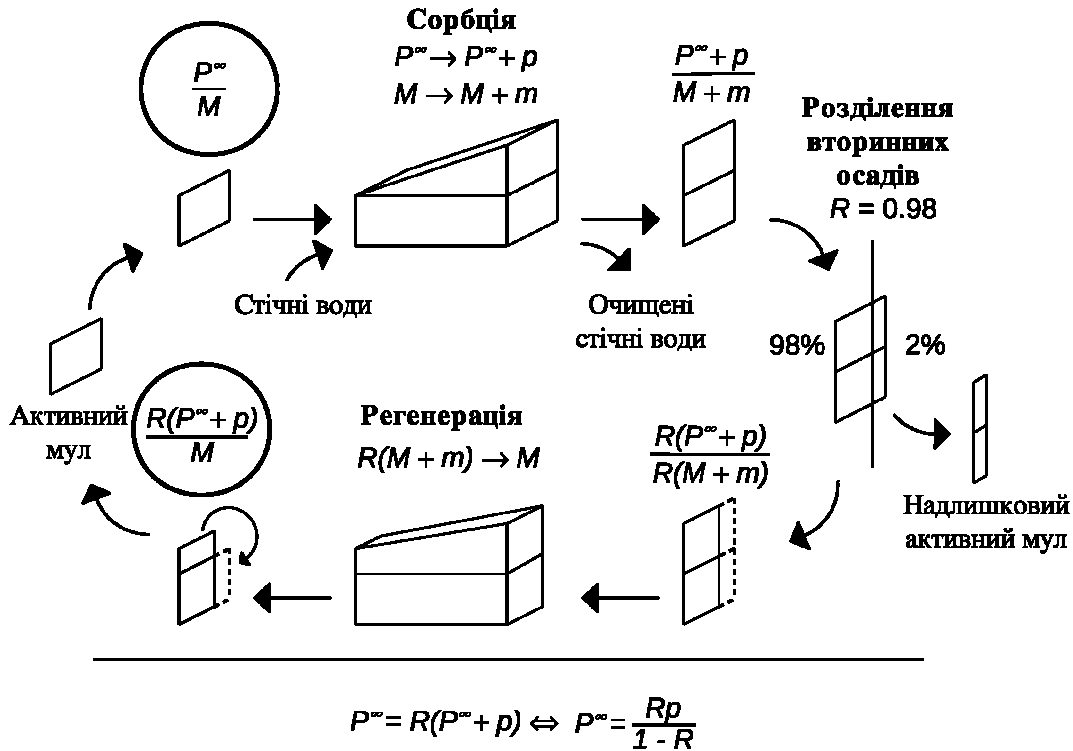 Сорбція
P∞ → P∞ + p
M → M + m
P∞
M
P∞ + p
M + m
Розділення
вторинних
осадів
R = 0.98
Стічні води
Очищені
стічні води
98%
2%
Активний
мул
R(P∞ + p)
M
Регенерація
R(M + m) → M
R(P∞ + p)
R(M + m)
Надлишковий
активний мул
P∞ = R(P∞ + p) ⇔ P∞ = Rp
1 - R